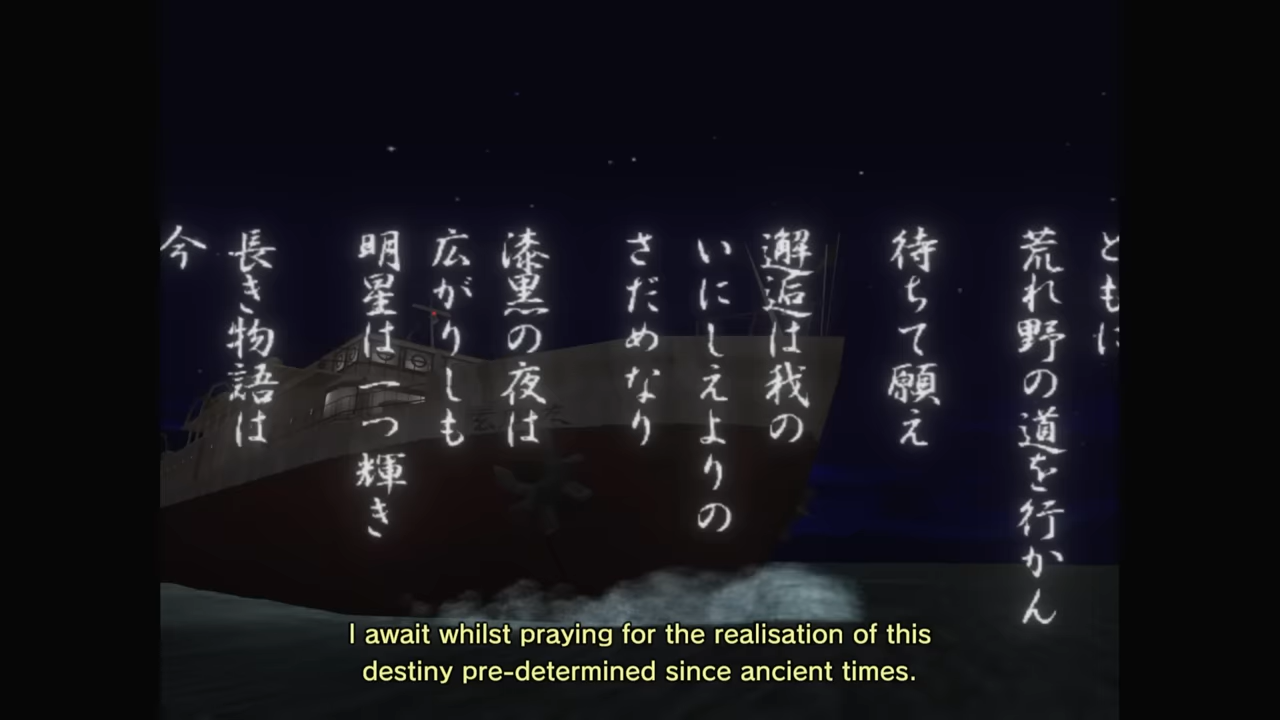 ともに
荒れ野の道を行かん
待ちて願え
邂逅は我の
いにしえよりの
さだめなり
漆黒の夜は
広がりしも
明星は一つ輝き
長き物語は
今
I await whilst praying for the realisation of this
destiny pre-determined since ancient times.